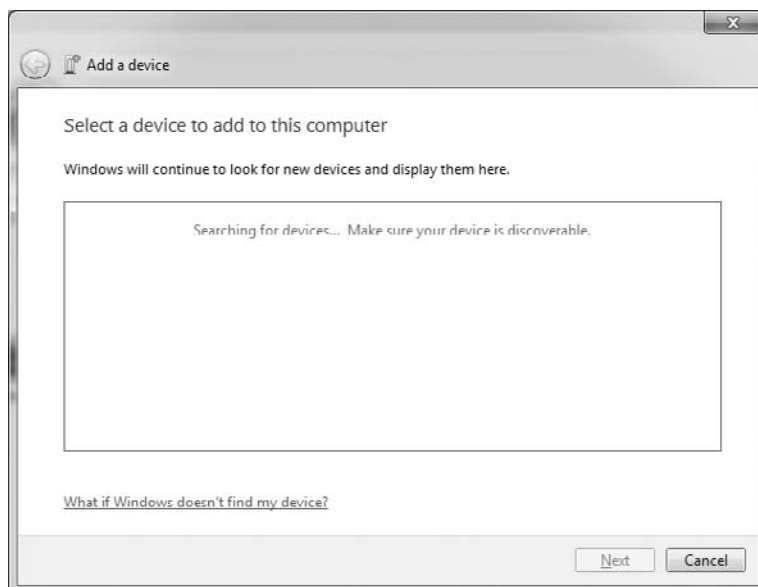 X
Add a device
Select a device to add to this computer
Windows will continue to look for new devices and display them here.
Searching for devices... Make sure your device is discoverable.
What if Windows doesn't find my device?
Next Cancel